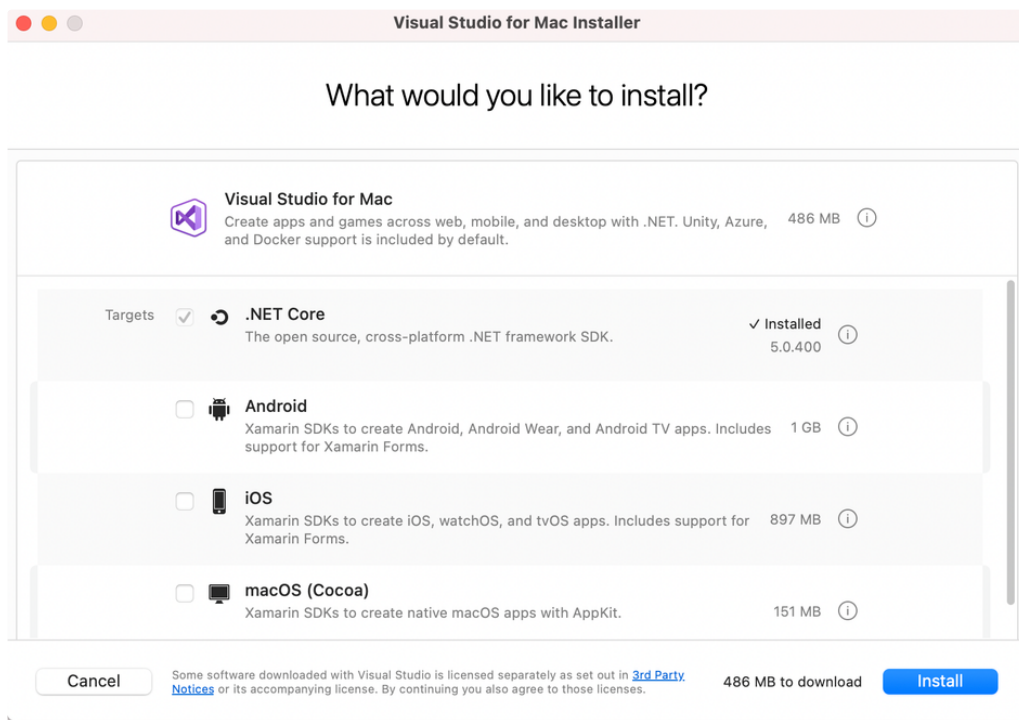 Visual Studio for Mac Installer
What would you like to install?
Visual Studio for Mac
Create apps and games across web, mobile, and desktop with .NET. Unity, Azure,
and Docker support is included by default.
486 MB
Targets
.NET Core
The open source, cross-platform .NET framework SDK.
✓ Installed
5.0.400
Android
Xamarin SDKs to create Android, Android Wear, and Android TV apps. Includes
support for Xamarin Forms.
1 GB
iOS
Xamarin SDKs to create iOS, watchOS, and tvOS apps. Includes support for
Xamarin Forms.
897 MB
macOS (Cocoa)
Xamarin SDKs to create native macOS apps with AppKit.
151 MB
Cancel
Some software downloaded with Visual Studio is licensed separately as set out in 3rd Party
Notices or its accompanying license. By continuing you also agree to those licenses.
486 MB to download
Install